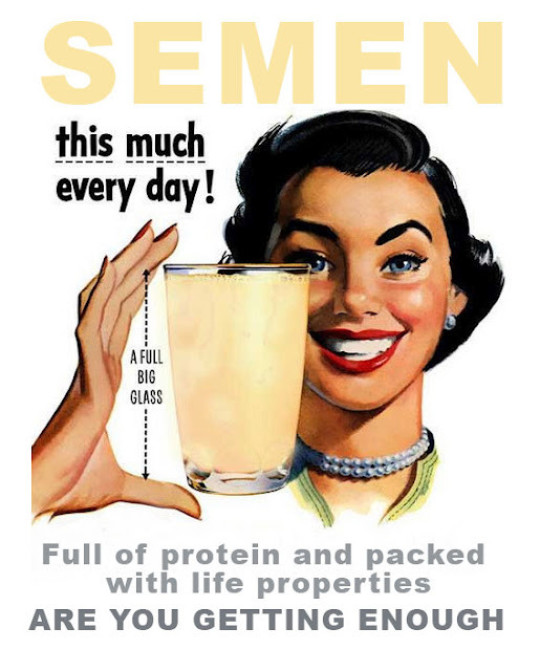 SEMEN
this much
every day!
A FULL
BIG
GLASS
Full of protein and packed
with life properties
ARE YOU GETTING ENOUGH